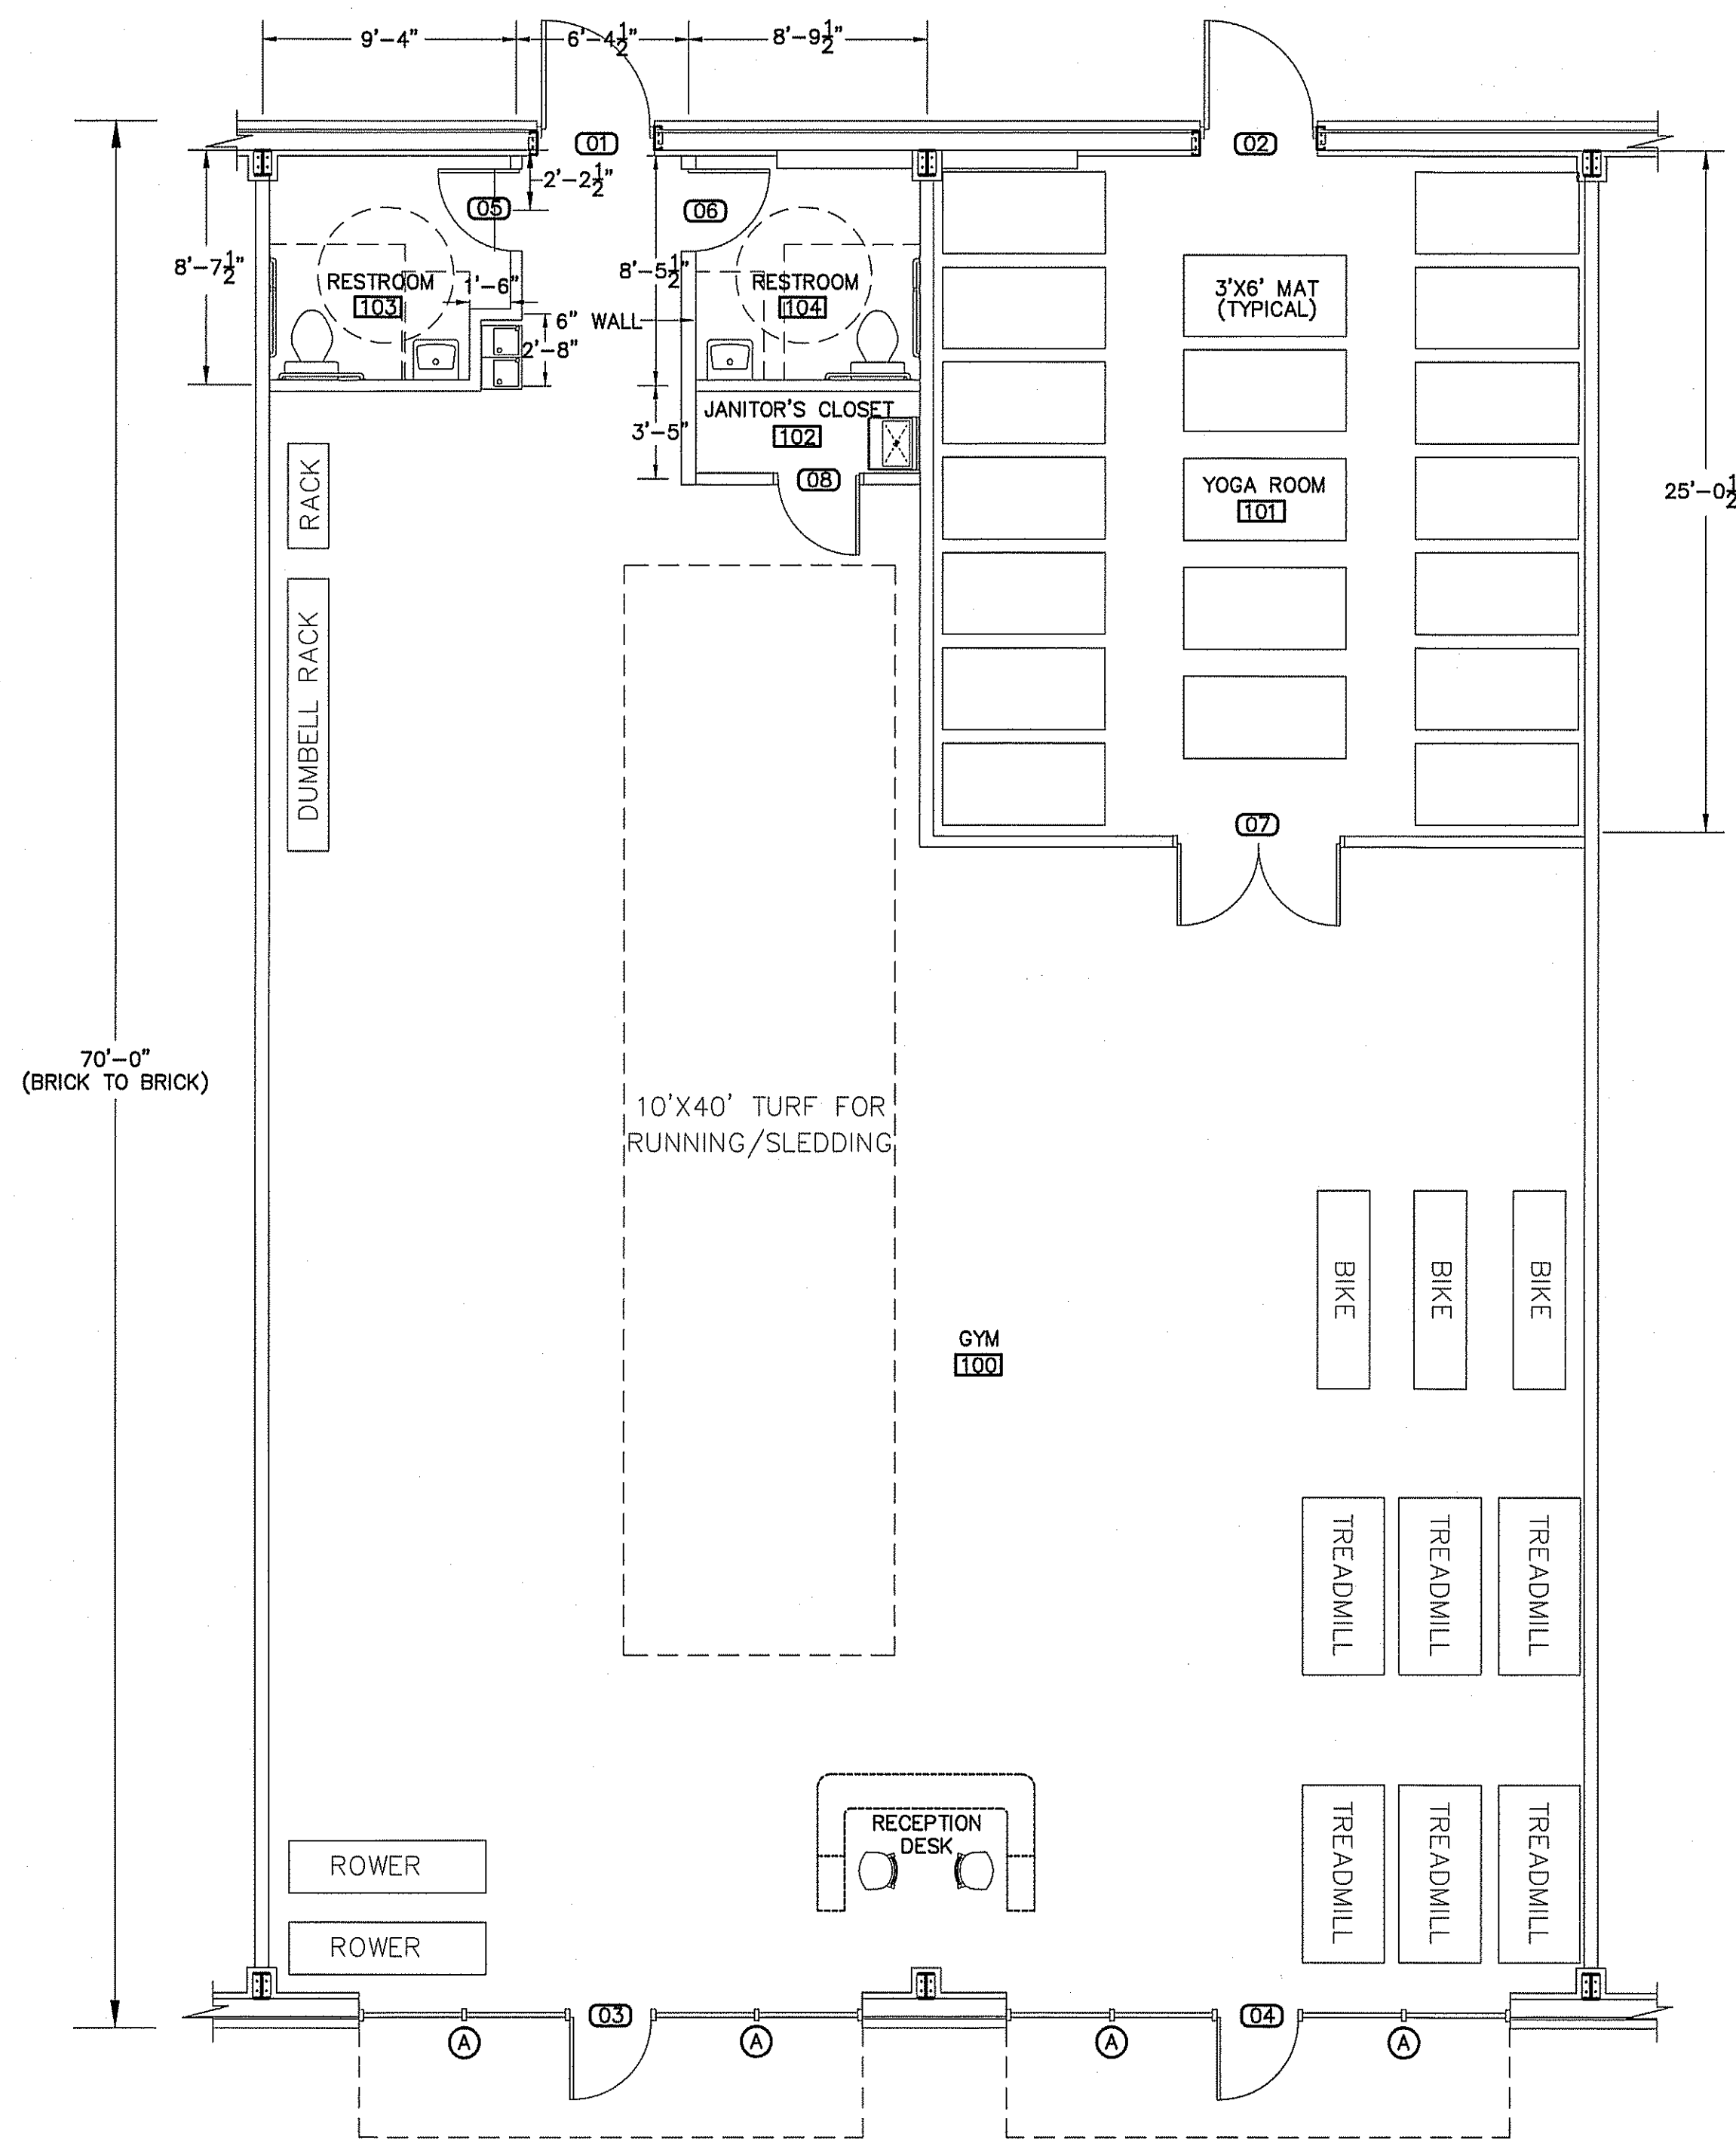 9'-4"
6'-4½"
8'-9½"
01
02
2'-2½"
05
06
8'-7½"
8'-5½"
RESTROOM
103
1'-6"
RESTROOM
104
3'X6' MAT
(TYPICAL)
6" WALL
2'-8"
JANITOR'S CLOSET
102
3'-5"
08
YOGA ROOM
101
25'-0½
RACK
DUMBELL RACK
07
70'-0"
(BRICK TO BRICK)
10'X40' TURF FOR
RUNNING/SLEDDING
BIKE
BIKE
BIKE
GYM
100
TREADMILL
TREADMILL
TREADMILL
RECEPTION
DESK
TREADMILL
TREADMILL
TREADMILL
ROWER
ROWER
03
04
A
A
A
A